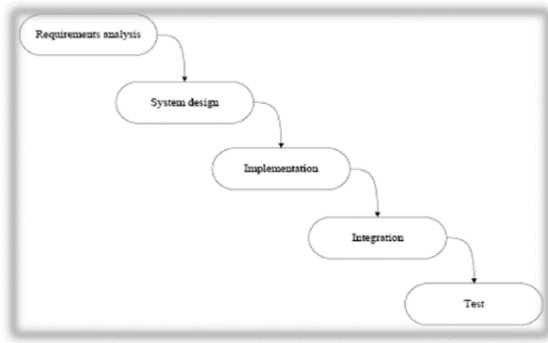 Requirements analysis
System design
Implementation
Integration
Test